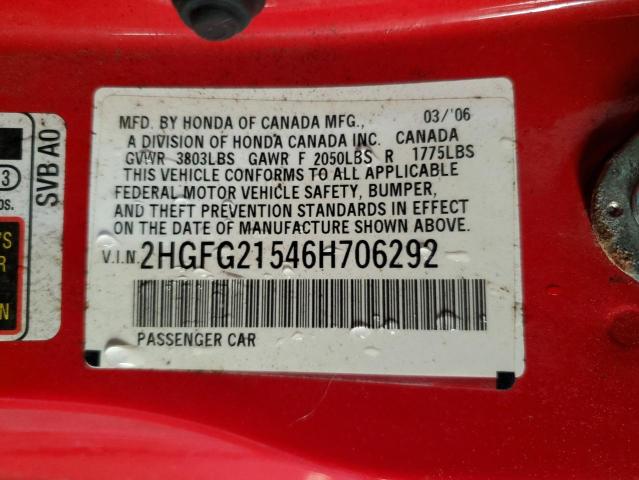 MFD. BY HONDA OF CANADA MFG., 03/'06
A DIVISION OF HONDA CANADA INC. CANADA
GVWR 3803LBS GAWR F 2050LBS R 1775LBS
THIS VEHICLE CONFORMS TO ALL APPLICABLE
FEDERAL MOTOR VEHICLE SAFETY, BUMPER,
AND THEFT PREVENTION STANDARDS IN EFFECT
ON THE DATE OF MANUFACTURE SHOWN ABOVE.
V.I.N. 2HGFG21546H706292
PASSENGER CAR
SVB A0
3
OS.
'S
R
N